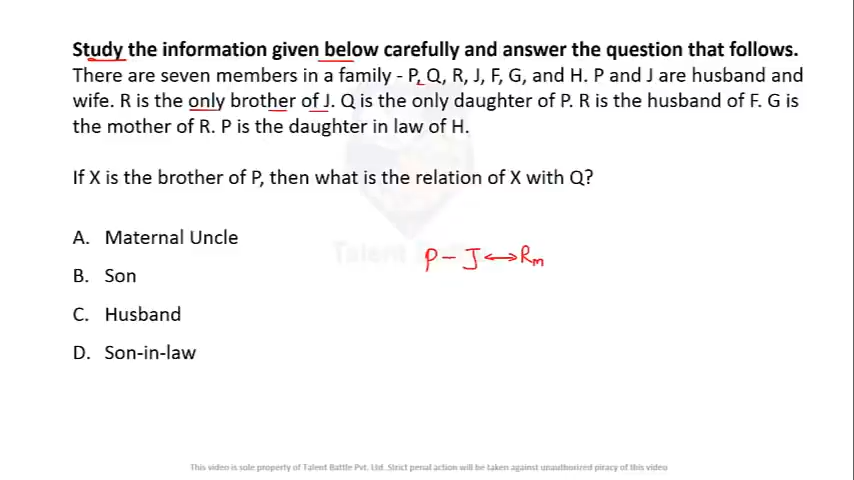 Study the information given below carefully and answer the question that follows.
There are seven members in a family - P, Q, R, J, F, G, and H. P and J are husband and
wife. R is the only brother of J. Q is the only daughter of P. R is the husband of F. G is
the mother of R. P is the daughter in law of H.
If X is the brother of P, then what is the relation of X with Q?
A. Maternal Uncle
B. Son
P – J ↔ Rm
C. Husband
D. Son-in-law
This video is sole property of Talent Battle Pvt. Ltd. Strict penal action will be taken against unauthorized piracy of this video